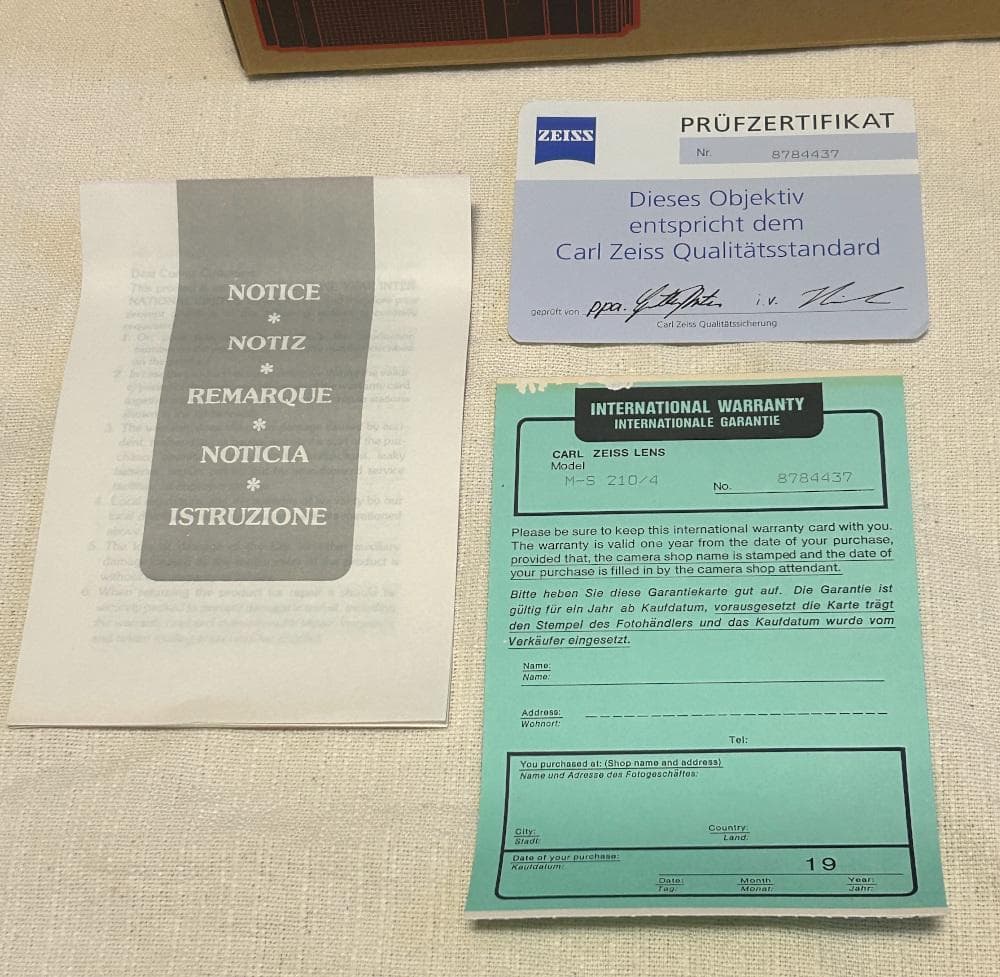 NOTICE
*
NOTIZ
*
REMARQUE
*
NOTICIA
*
ISTRUZIONE
ZEISS
PRÜFZERTIFIKAT
Nr. 8784437
Dieses Objektiv
entspricht dem
Carl Zeiss Qualitätsstandard
geprüft von ppa. i.v.
Carl Zeiss Qualitätssicherung
INTERNATIONAL WARRANTY
INTERNATIONALE GARANTIE
CARL ZEISS LENS
Model
M-S 210/4
No. 8784437
Please be sure to keep this international warranty card with you.
The warranty is valid one year from the date of your purchase,
provided that, the camera shop name is stamped and the date of
your purchase is filled in by the camera shop attendant.
Bitte heben Sie diese Garantiekarte gut auf. Die Garantie ist
gültig für ein Jahr ab Kaufdatum, vorausgesetzt die Karte trägt
den Stempel des Fotohändlers und das Kaufdatum wurde vom
Verkäufer eingesetzt.
Name:
Name:
Address:
Wohnort:
Tel:
You purchased at: (Shop name and address)
Name und Adresse des Fotogeschäftes:
City: Country:
Stadt: Land:
Date of your purchase:
Kaufdatum:
19
Date: Month Year:
Tag: Monat: Jahr: